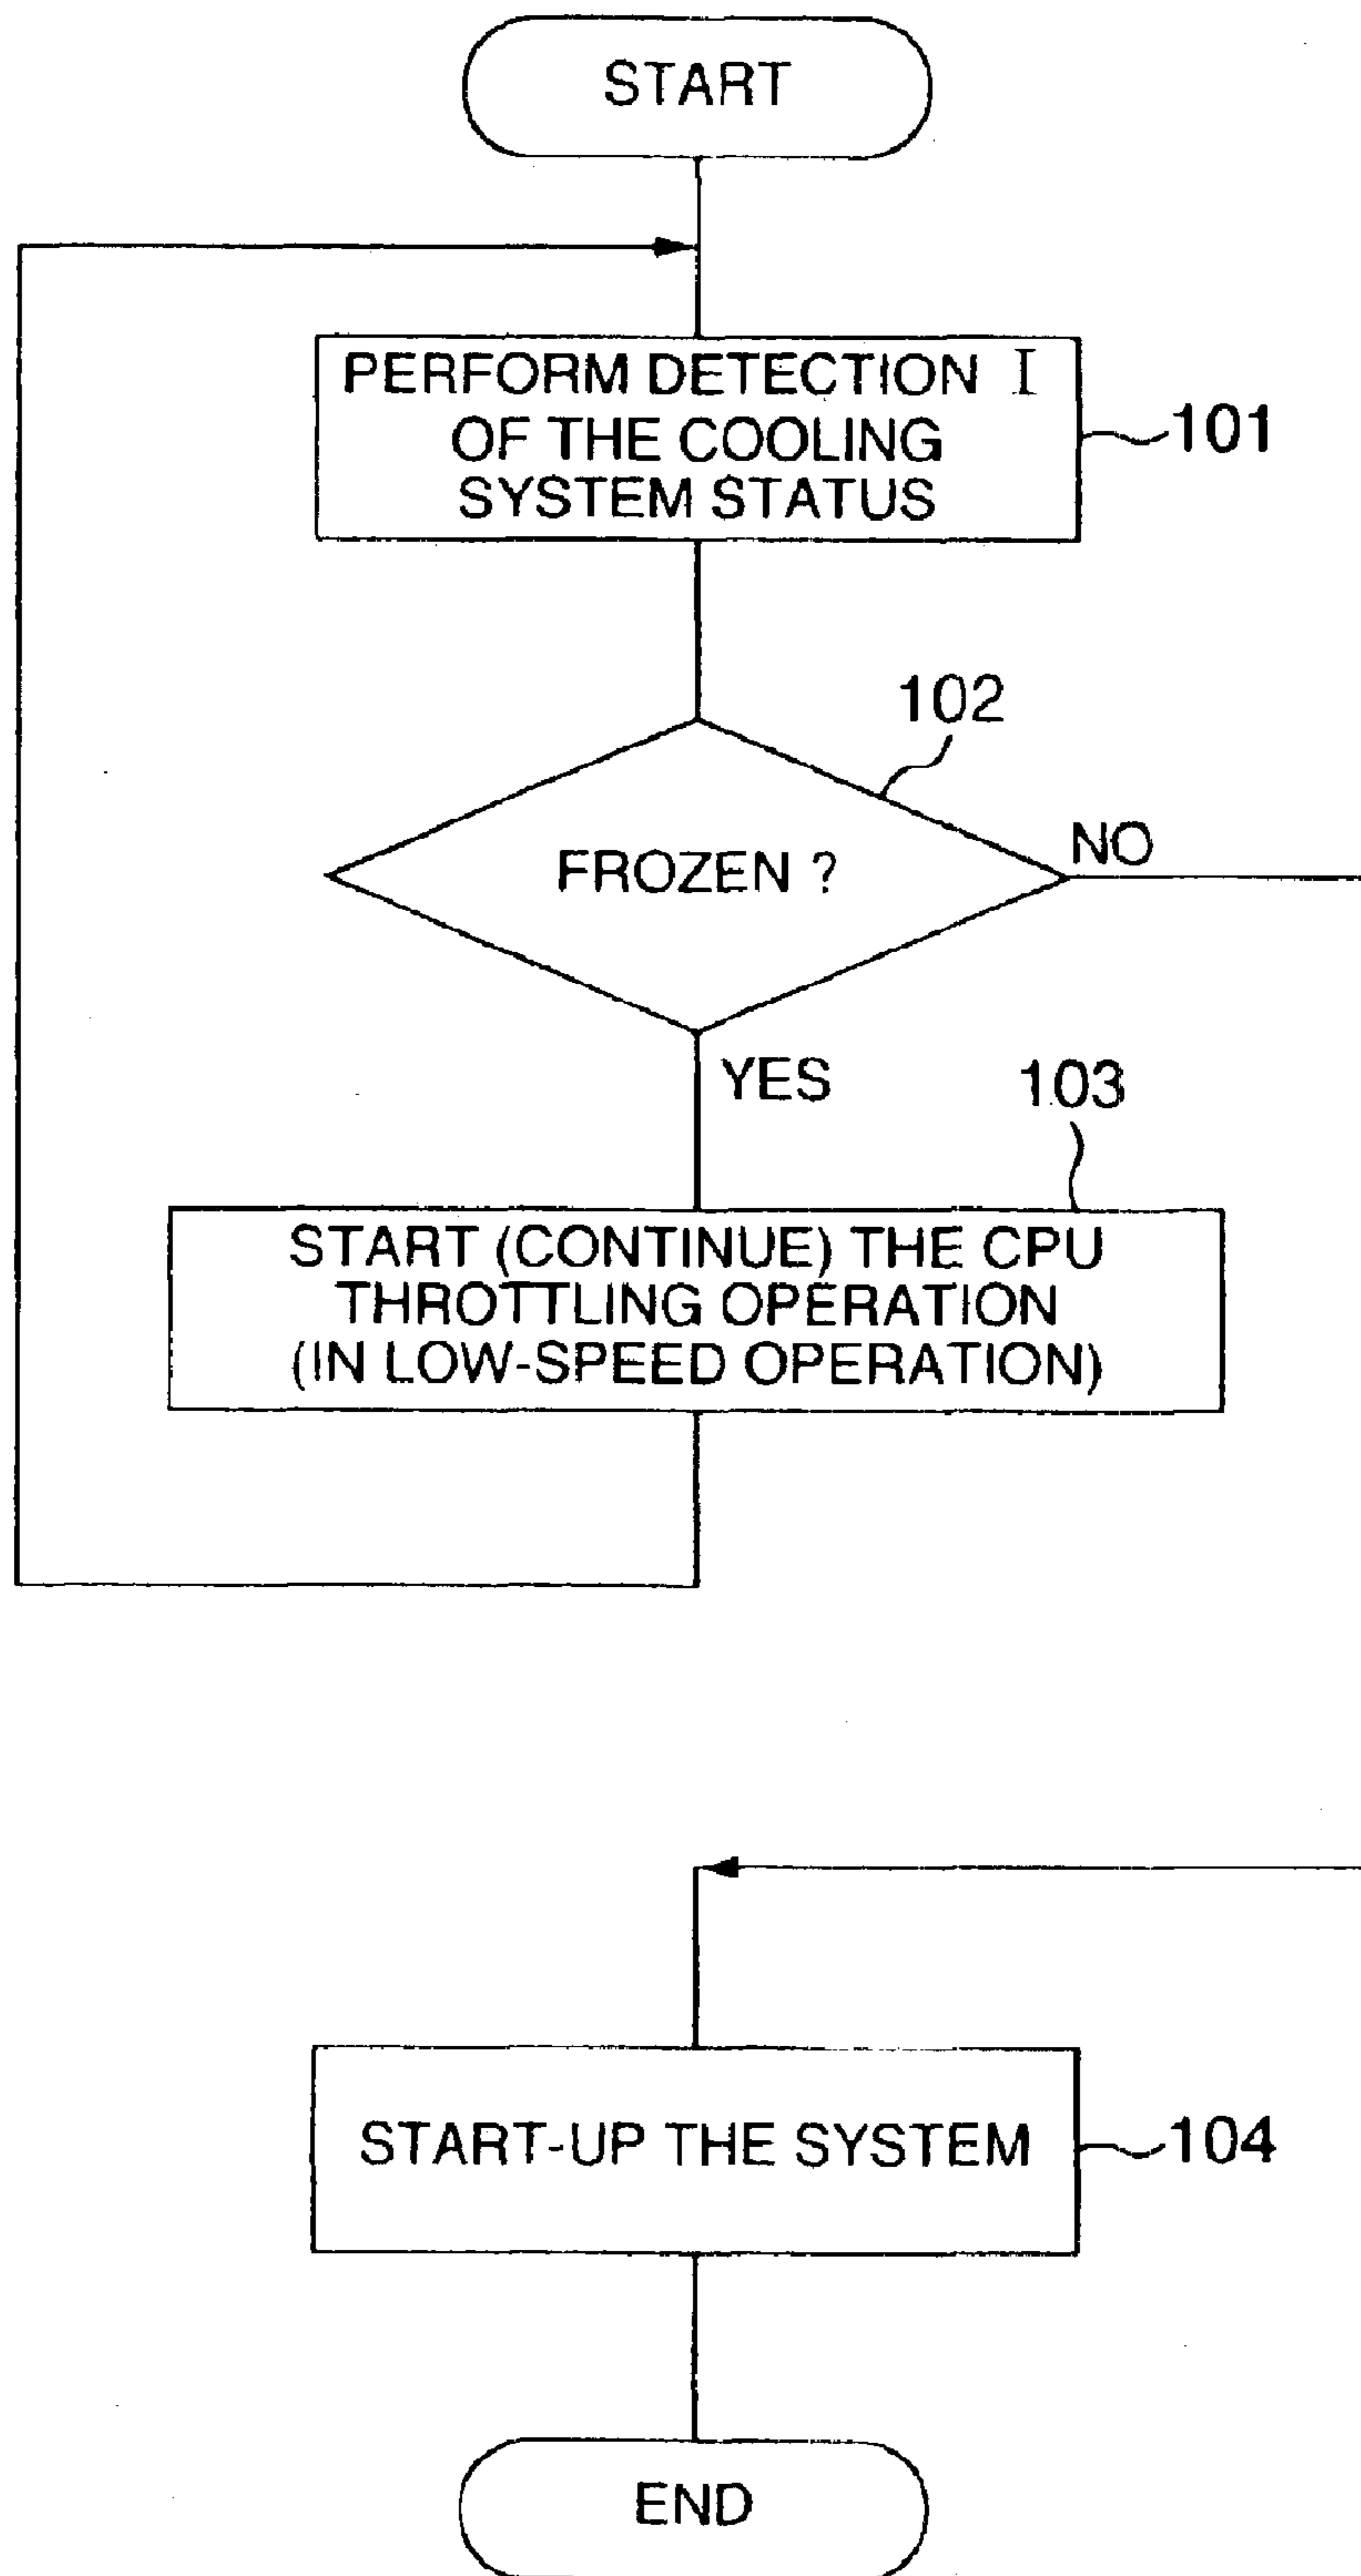 START
PERFORM DETECTION I
OF THE COOLING
SYSTEM STATUS
101
102
FROZEN ?
NO
YES
103
START (CONTINUE) THE CPU
THROTTLING OPERATION
(IN LOW-SPEED OPERATION)
START-UP THE SYSTEM
104
END